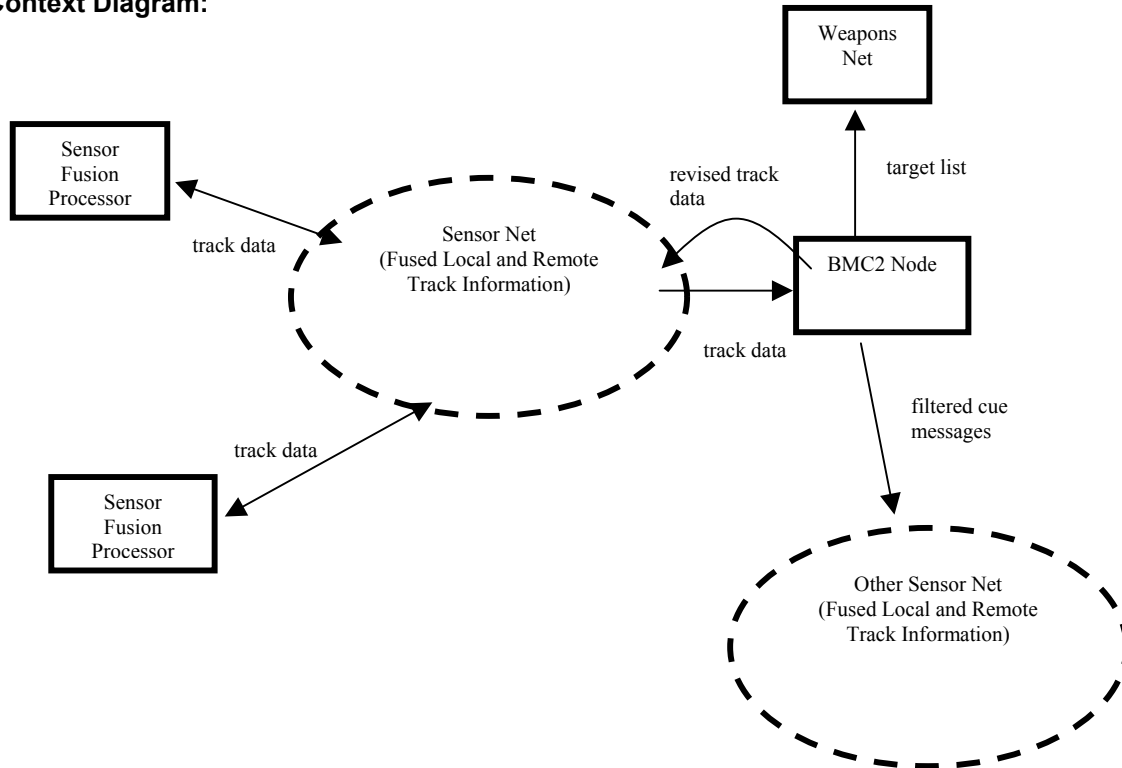 Context Diagram:
Weapons
Net
Sensor
Fusion
Processor
track data
Sensor Net
(Fused Local and Remote
Track Information)
revised track
data
target list
BMC2 Node
track data
track data
filtered cue
messages
Sensor
Fusion
Processor
Other Sensor Net
(Fused Local and Remote
Track Information)